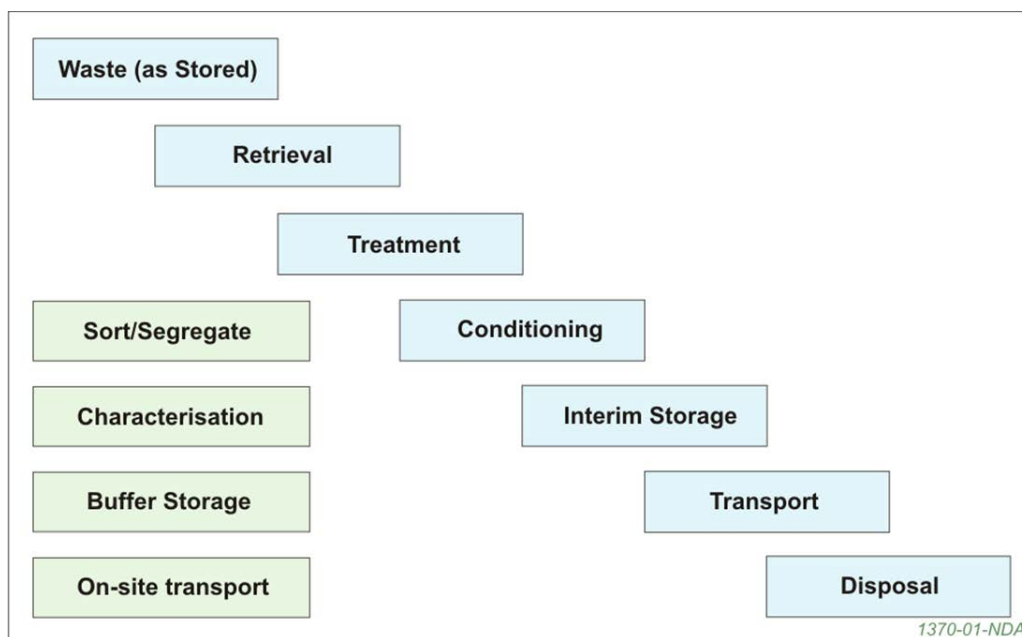 Waste (as Stored)
Retrieval
Treatment
Sort/Segregate
Conditioning
Characterisation
Interim Storage
Buffer Storage
Transport
On-site transport
Disposal
1370-01-NDA